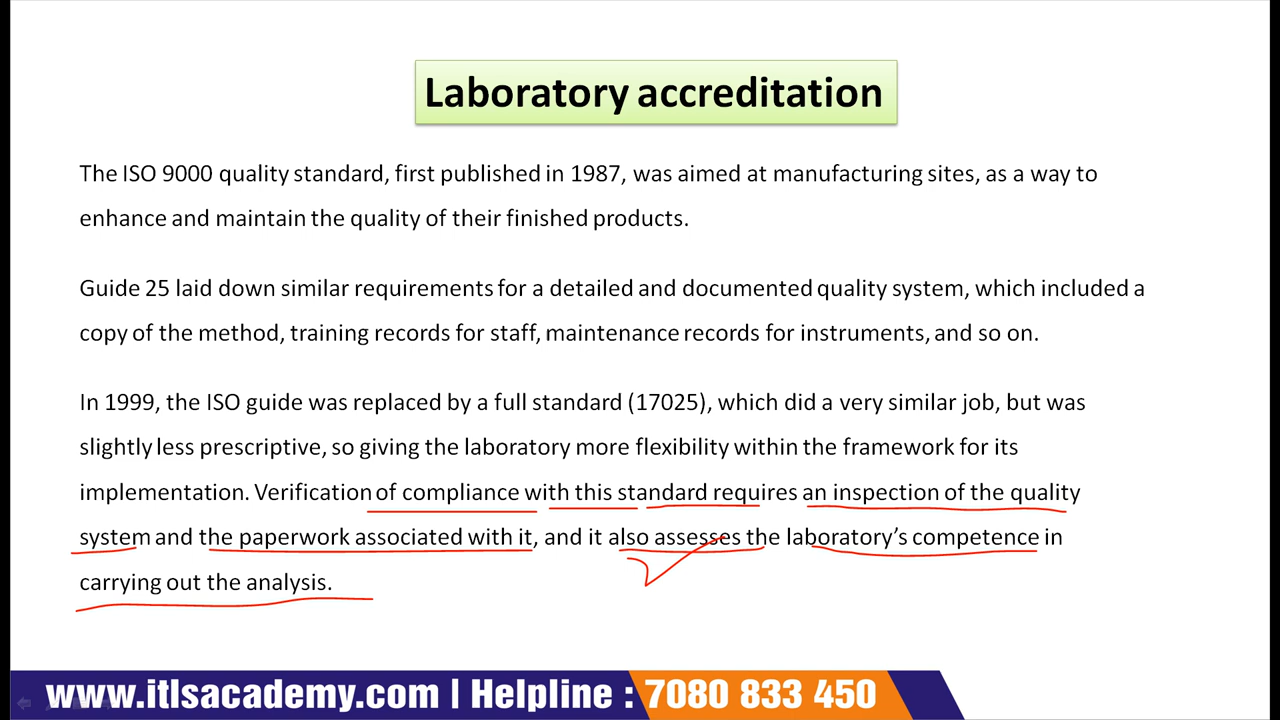 Laboratory accreditation
The ISO 9000 quality standard, first published in 1987, was aimed at manufacturing sites, as a way to
enhance and maintain the quality of their finished products.
Guide 25 laid down similar requirements for a detailed and documented quality system, which included a
copy of the method, training records for staff, maintenance records for instruments, and so on.
In 1999, the ISO guide was replaced by a full standard (17025), which did a very similar job, but was
slightly less prescriptive, so giving the laboratory more flexibility within the framework for its
implementation. Verification of compliance with this standard requires an inspection of the quality
system and the paperwork associated with it, and it also assesses the laboratory’s competence in
carrying out the analysis.
www.itlsacademy.com | Helpline : 7080 833 450